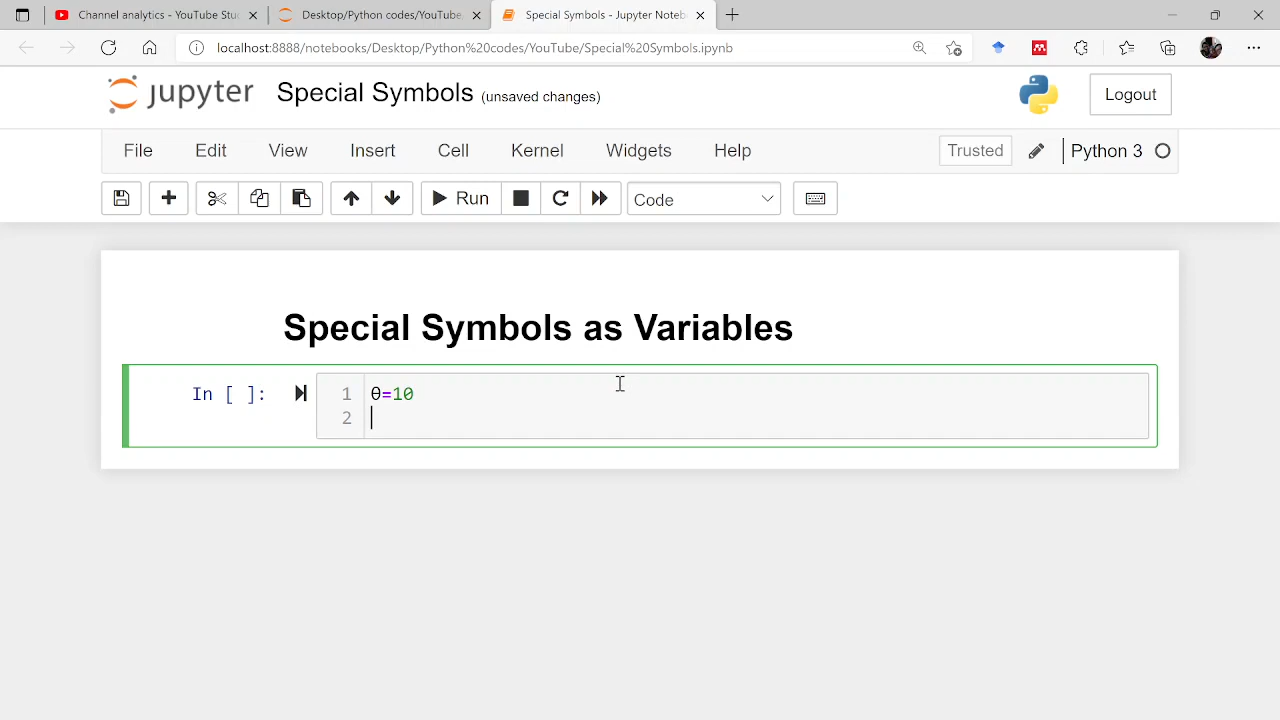 Channel analytics - YouTube Stu
Desktop/Python codes/YouTube.
Special Symbols - Jupyter Noteb
localhost:8888/notebooks/Desktop/Python%20codes/YouTube/Special%20Symbols.ipynb
jupyter Special Symbols (unsaved changes)
Logout
File Edit View Insert Cell Kernel Widgets Help
Trusted
Python 3
Run
Code
Special Symbols as Variables
In [ ]:
1 θ=10
2